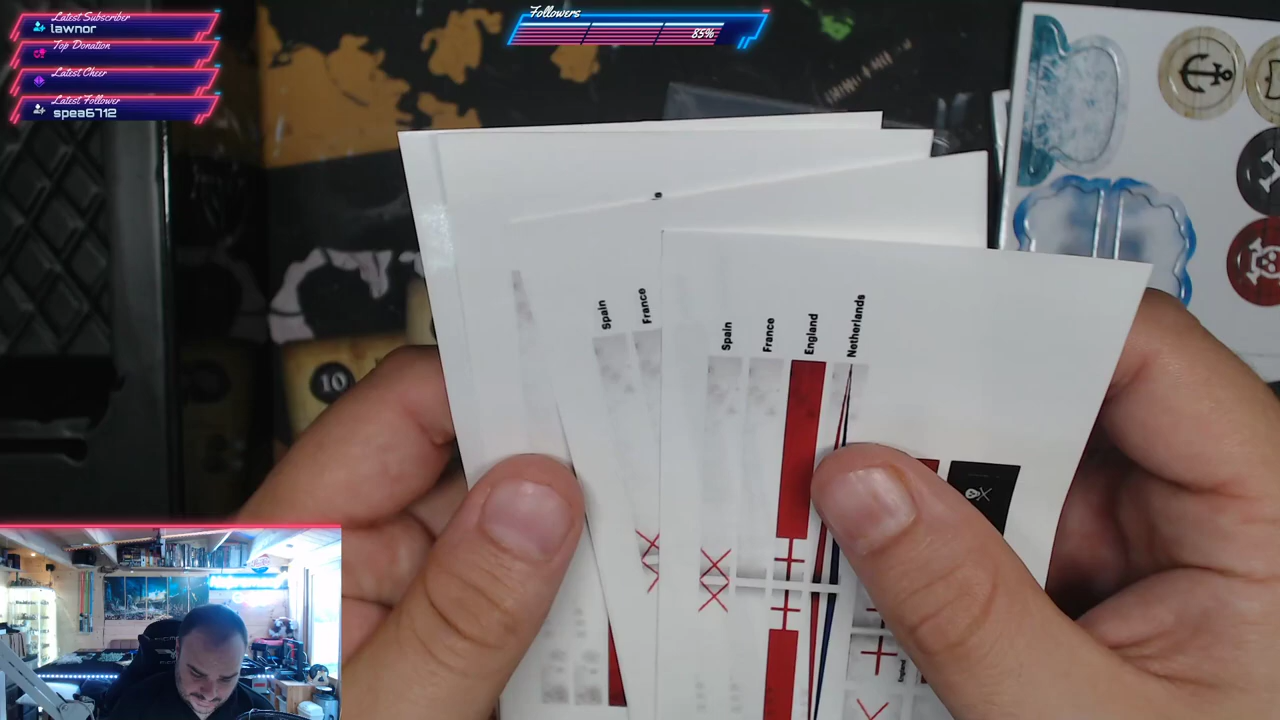 Latest Subscriber
lawnor
Top Donation
Latest Cheer
Latest Follower
spea6712
Followers
85%
Spain
France
Spain
France
England
Netherlands
10
England